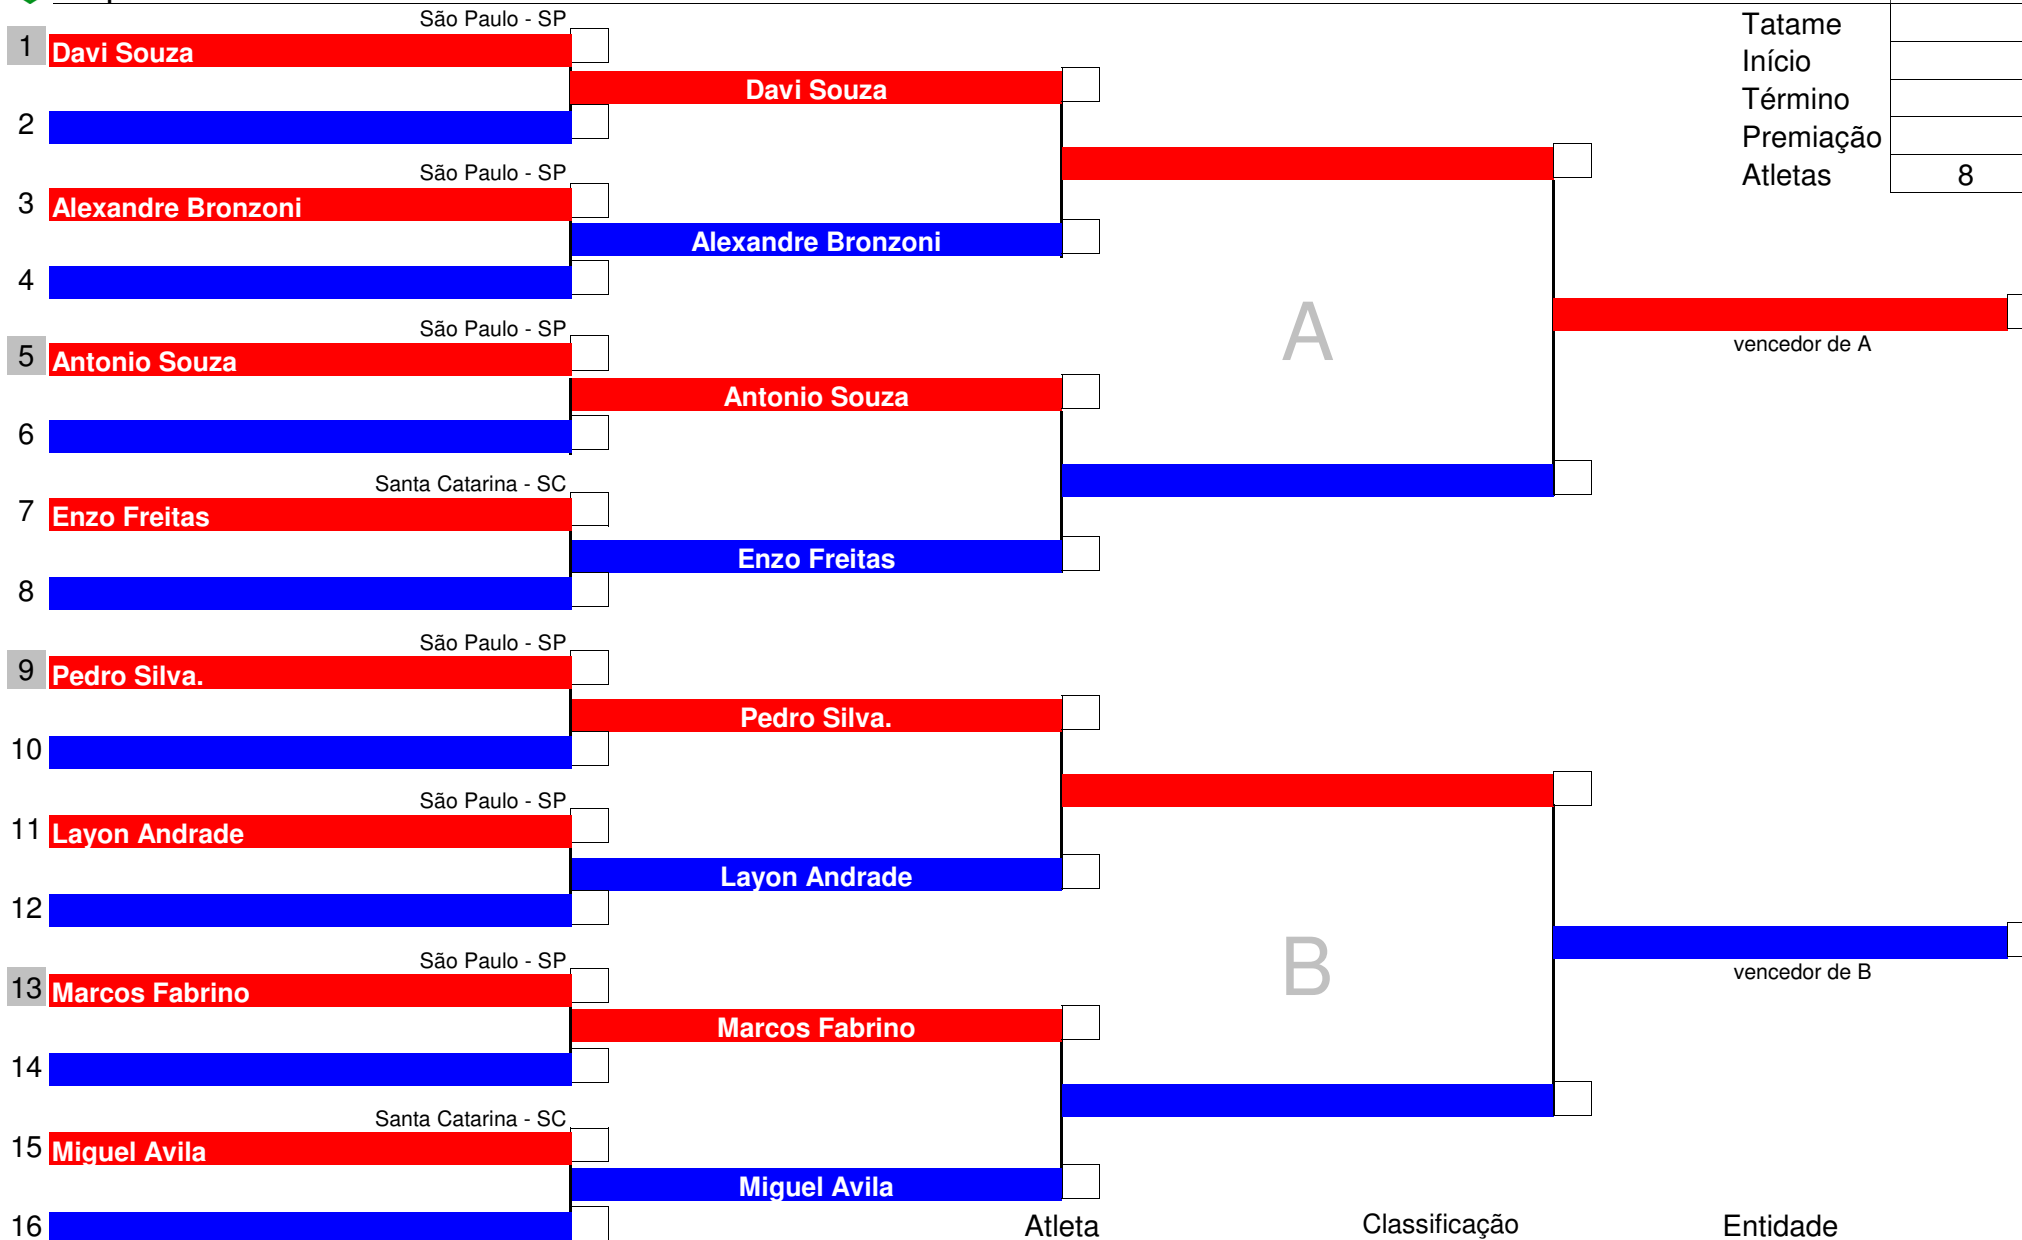 São Paulo - SP
Tatame
1 Davi Souza
Início
Davi Souza
Término
2
Premiação
São Paulo - SP
Atletas 8
3 Alexandre Bronzoni
Alexandre Bronzoni
4
A
São Paulo - SP
vencedor de A
5 Antonio Souza
Antonio Souza
6
Santa Catarina - SC
7 Enzo Freitas
Enzo Freitas
8
São Paulo - SP
9 Pedro Silva.
Pedro Silva.
10
São Paulo - SP
11 Layon Andrade
Layon Andrade
12
B
São Paulo - SP
vencedor de B
13 Marcos Fabrino
Marcos Fabrino
14
Santa Catarina - SC
15 Miguel Avila
Miguel Avila
16
Atleta Classificação Entidade